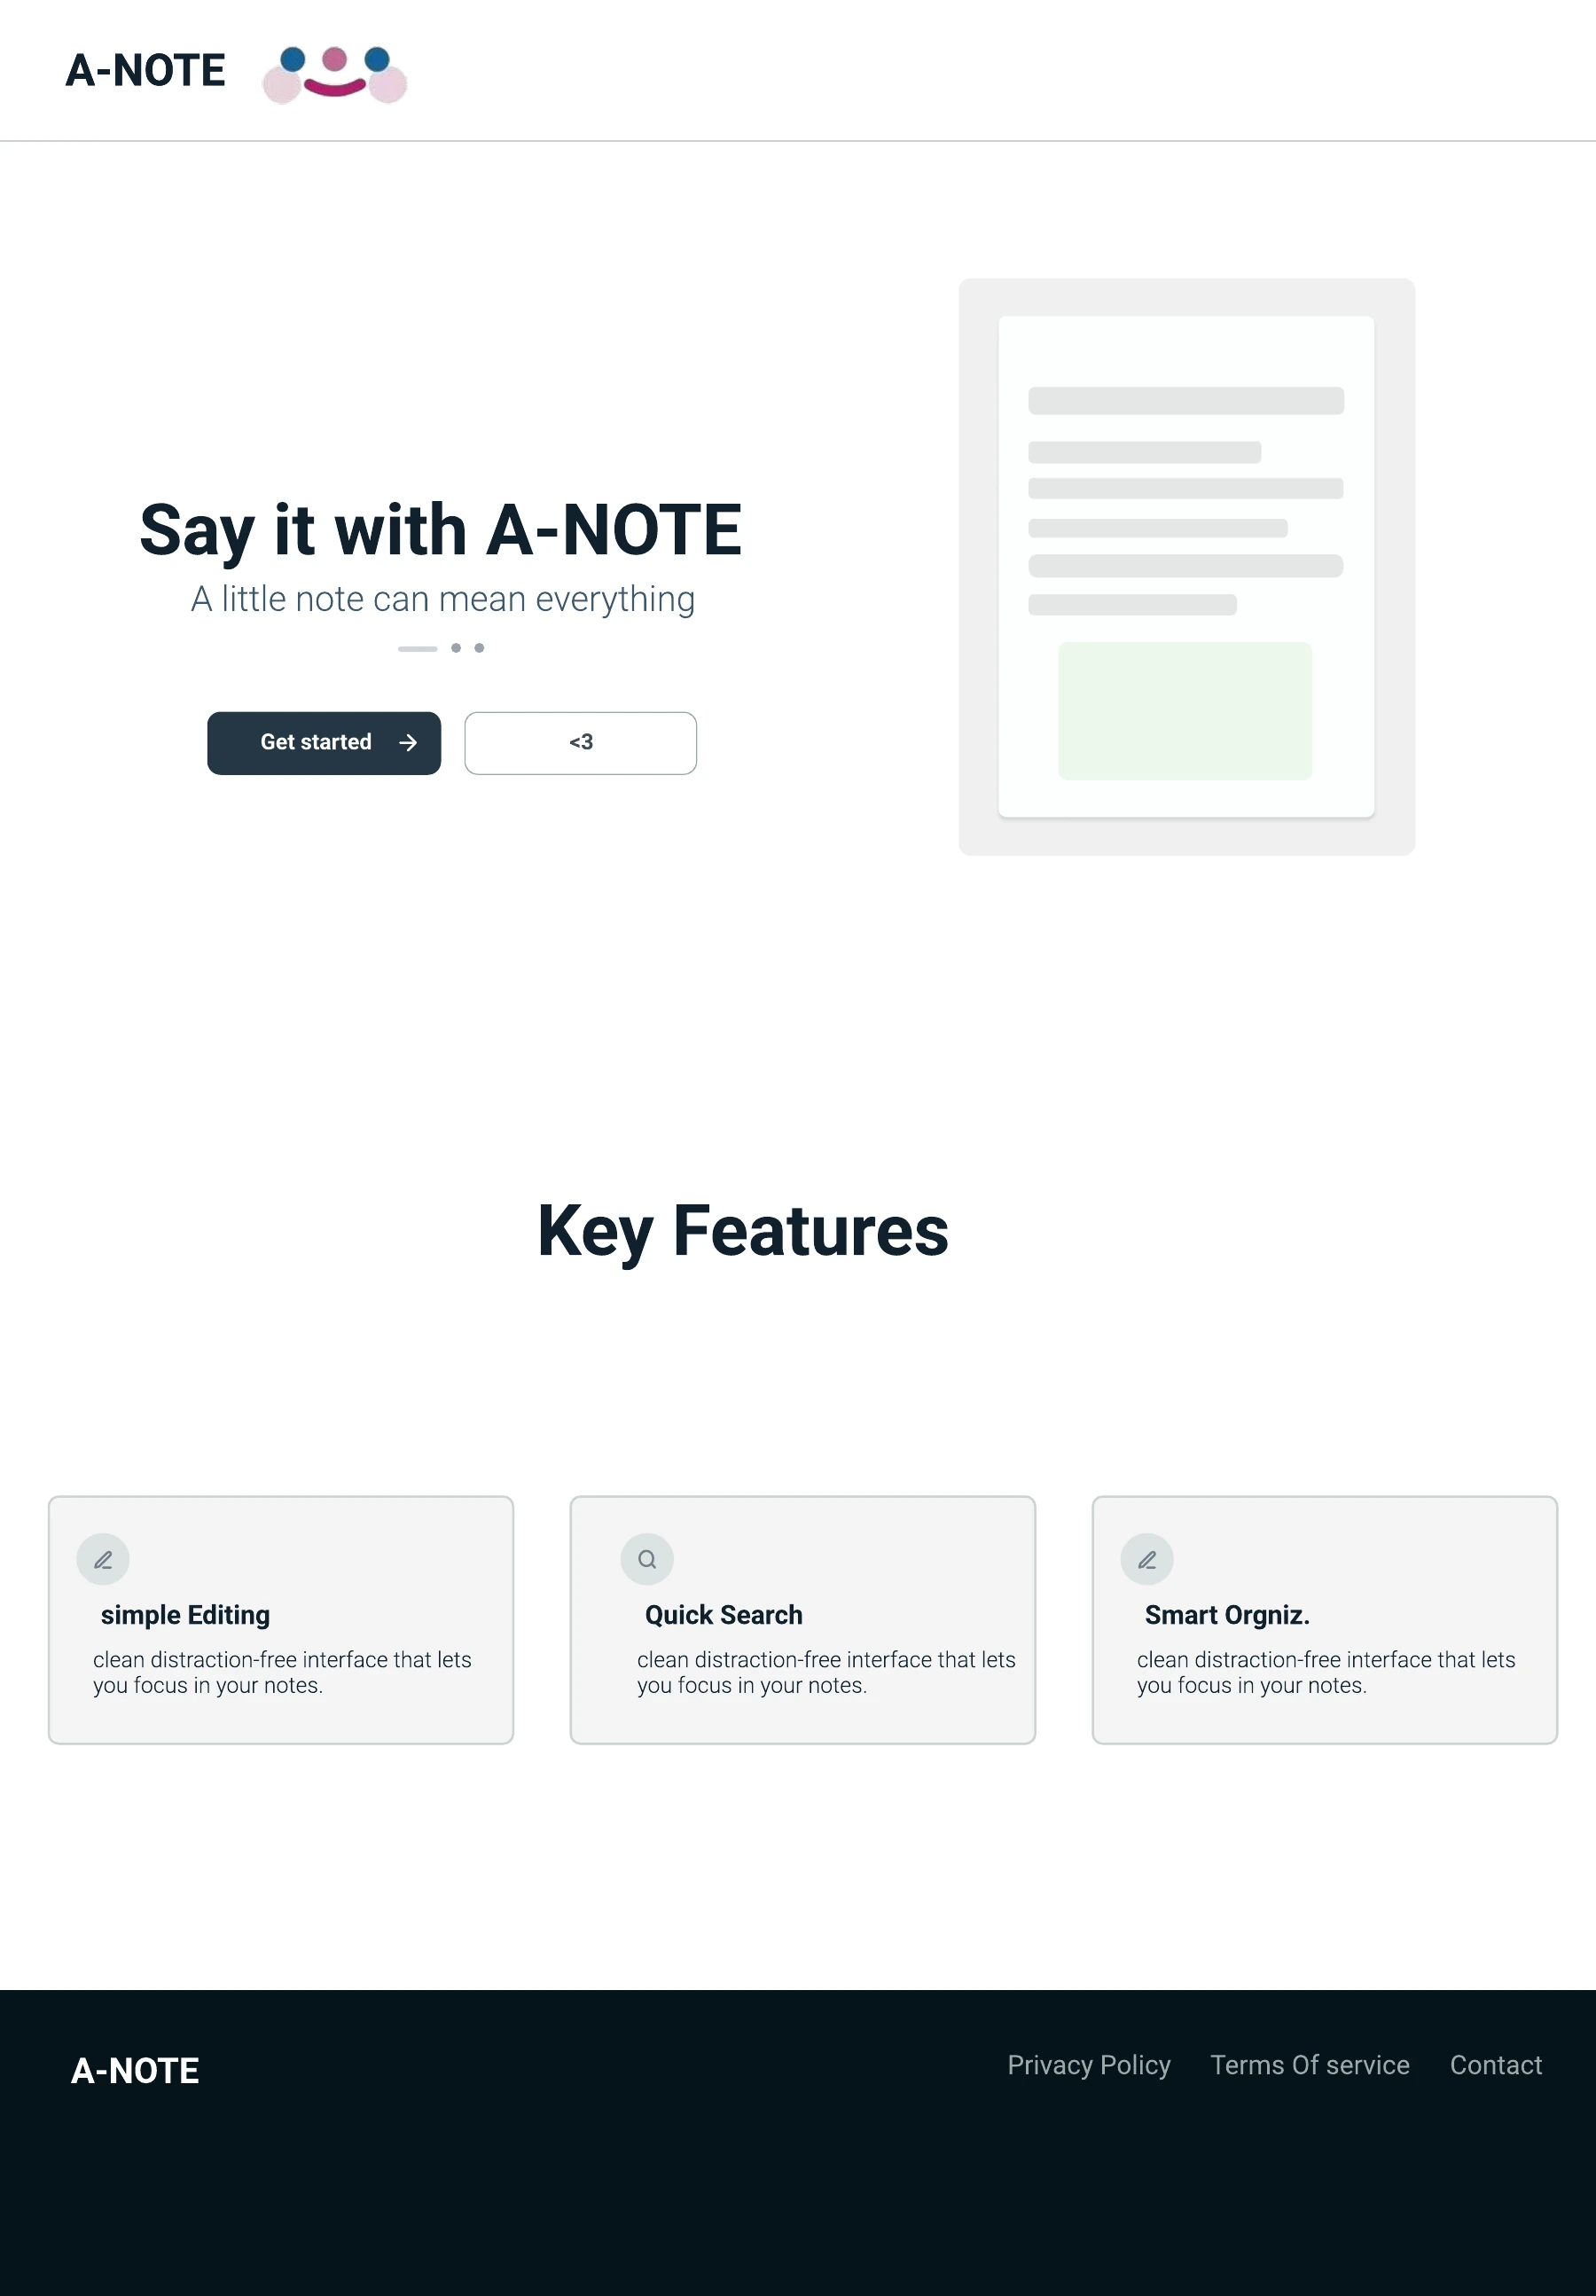 A-NOTE
Say it with A-NOTE
A little note can mean everything
Get started
<3
Key Features
simple Editing
clean distraction-free interface that lets
you focus in your notes.
Quick Search
clean distraction-free interface that lets
you focus in your notes.
Smart Orgniz.
clean distraction-free interface that lets
you focus in your notes.
A-NOTE
Privacy Policy
Terms Of service
Contact